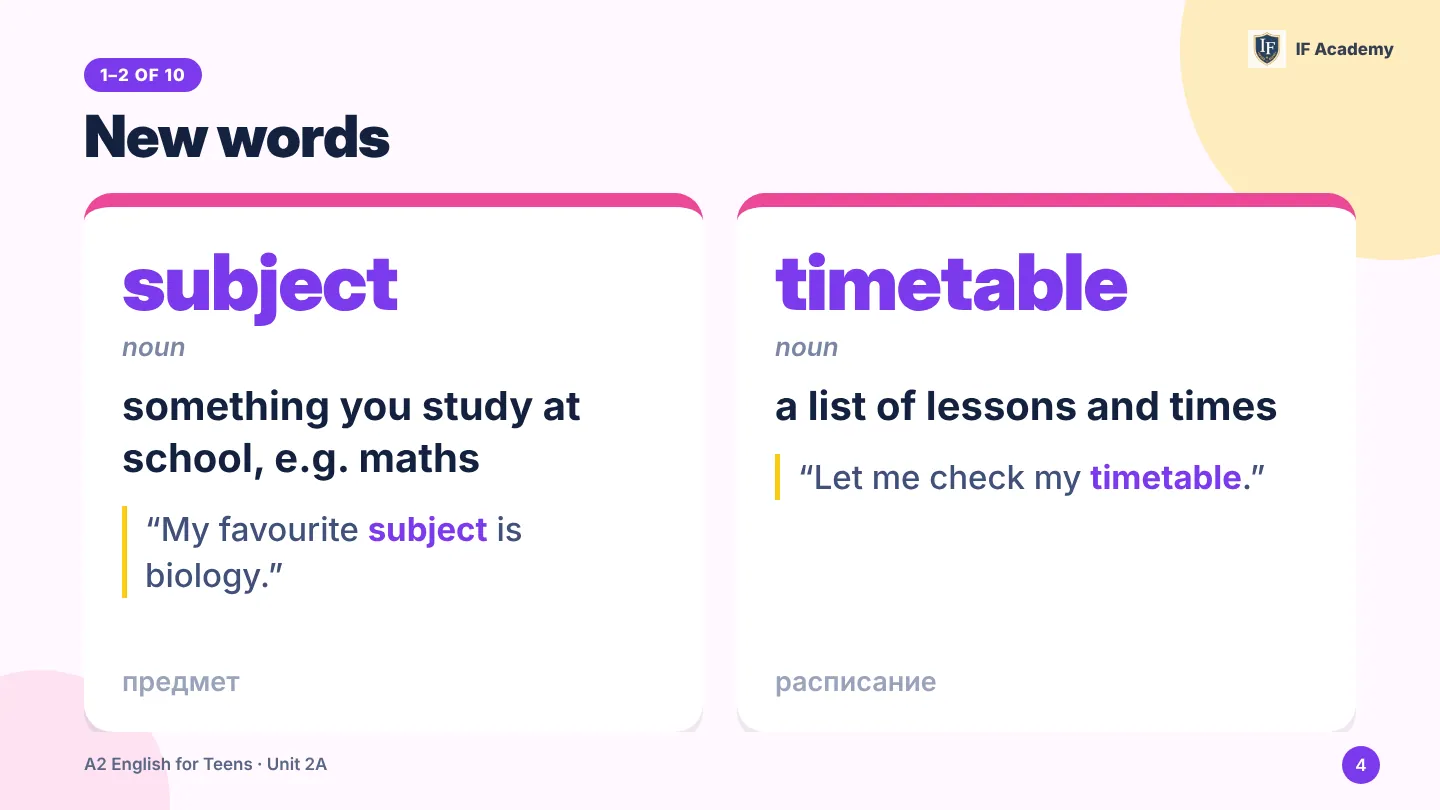 IF
IF Academy
1–2 OF 10
New words
subject
noun
something you study at
school, e.g. maths
“My favourite subject is
biology.”
предмет
timetable
noun
a list of lessons and times
“Let me check my timetable.”
расписание
A2 English for Teens · Unit 2A
4